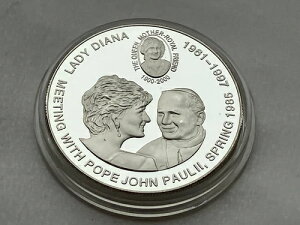 LADY DIANA
1961-1997
MEETING WITH POPE JOHN PAUL II, SPRING 1985
THE QUEEN MOTHER-ROYAL FRIEND
1900-2000